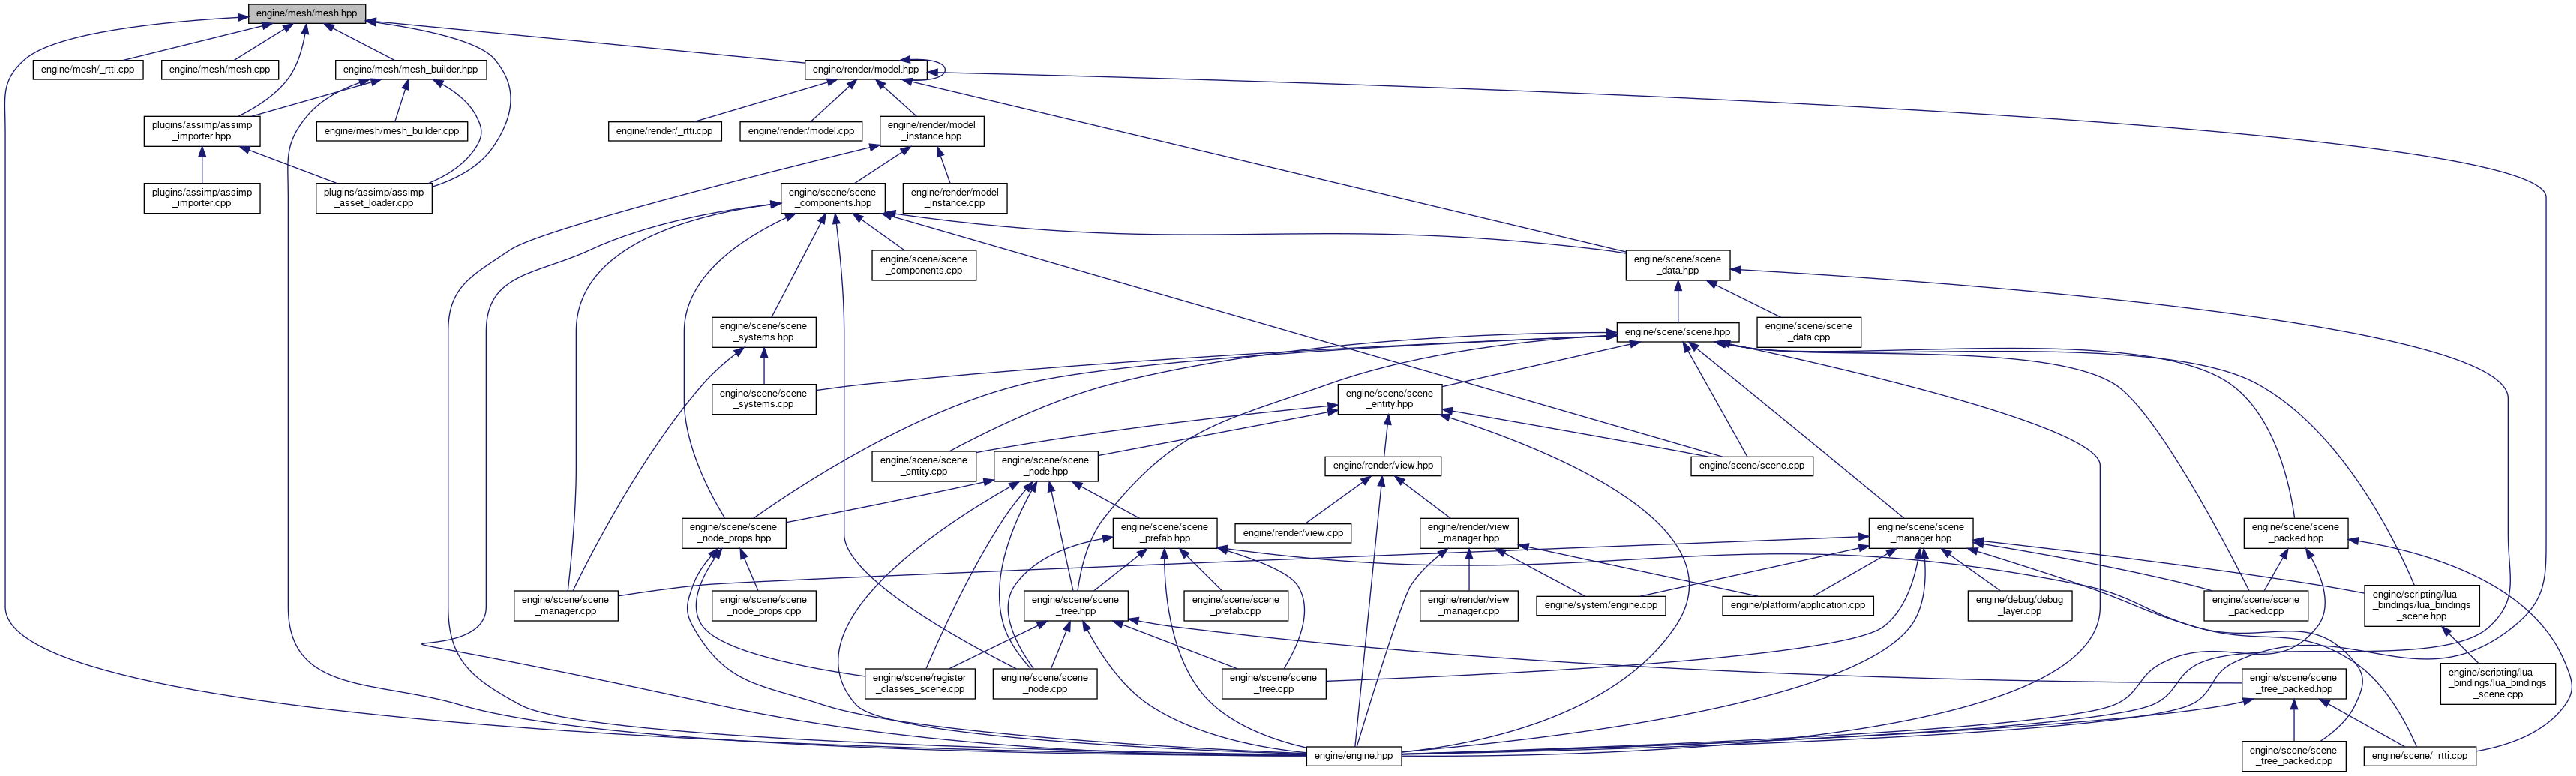 engine/mesh/mesh.hpp
engine/mesh/_rtti.cpp
engine/mesh/mesh.cpp
engine/mesh/mesh_builder.hpp
engine/render/model.hpp
plugins/assimp/assimp
_importer.hpp
engine/mesh/mesh_builder.cpp
engine/render/_rtti.cpp
engine/render/model.cpp
engine/render/model
_instance.hpp
plugins/assimp/assimp
_importer.cpp
plugins/assimp/assimp
_asset_loader.cpp
engine/scene/scene
_components.hpp
engine/render/model
_instance.cpp
engine/scene/scene
_components.cpp
engine/scene/scene
_data.hpp
engine/scene/scene
_systems.hpp
engine/scene/scene.hpp
engine/scene/scene
_data.cpp
engine/scene/scene
_systems.cpp
engine/scene/scene
_entity.hpp
engine/scene/scene
_entity.cpp
engine/scene/scene
_node.hpp
engine/render/view.hpp
engine/scene/scene.cpp
engine/scene/scene
_node_props.hpp
engine/scene/scene
_prefab.hpp
engine/render/view.cpp
engine/render/view
_manager.hpp
engine/scene/scene
_manager.hpp
engine/scene/scene
_packed.hpp
engine/scene/scene
_manager.cpp
engine/scene/scene
_node_props.cpp
engine/scene/scene
_tree.hpp
engine/scene/scene
_prefab.cpp
engine/render/view
_manager.cpp
engine/system/engine.cpp
engine/platform/application.cpp
engine/debug/debug
_layer.cpp
engine/scene/scene
_packed.cpp
engine/scripting/lua
_bindings/lua_bindings
_scene.hpp
engine/scene/register
_classes_scene.cpp
engine/scene/scene
_node.cpp
engine/scene/scene
_tree.cpp
engine/scene/scene
_tree_packed.hpp
engine/scripting/lua
_bindings/lua_bindings
_scene.cpp
engine/engine.hpp
engine/scene/scene
_tree_packed.cpp
engine/scene/_rtti.cpp